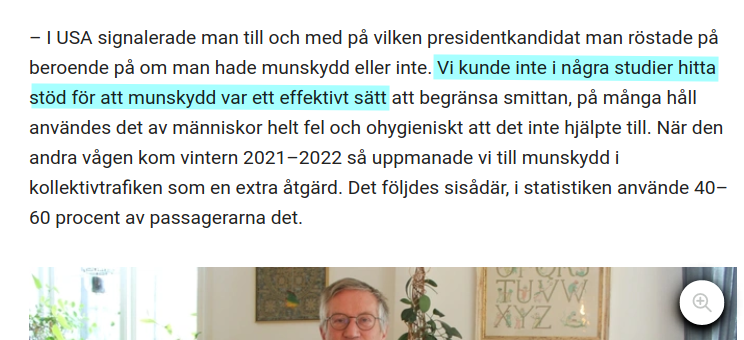 – I USA signalerade man till och med på vilken presidentkandidat man röstade på
beroende på om man hade munskydd eller inte. Vi kunde inte i några studier hitta
stöd för att munskydd var ett effektivt sätt att begränsa smittan, på många håll
användes det av människor helt fel och ohygieniskt att det inte hjälpte till. När den
andra vågen kom vintern 2021–2022 så uppmanade vi till munskydd i
kollektivtrafiken som en extra åtgärd. Det följdes sisådär, i statistiken använde 40–
60 procent av passagerarna det.
OPQRS
TUVW
XYZ